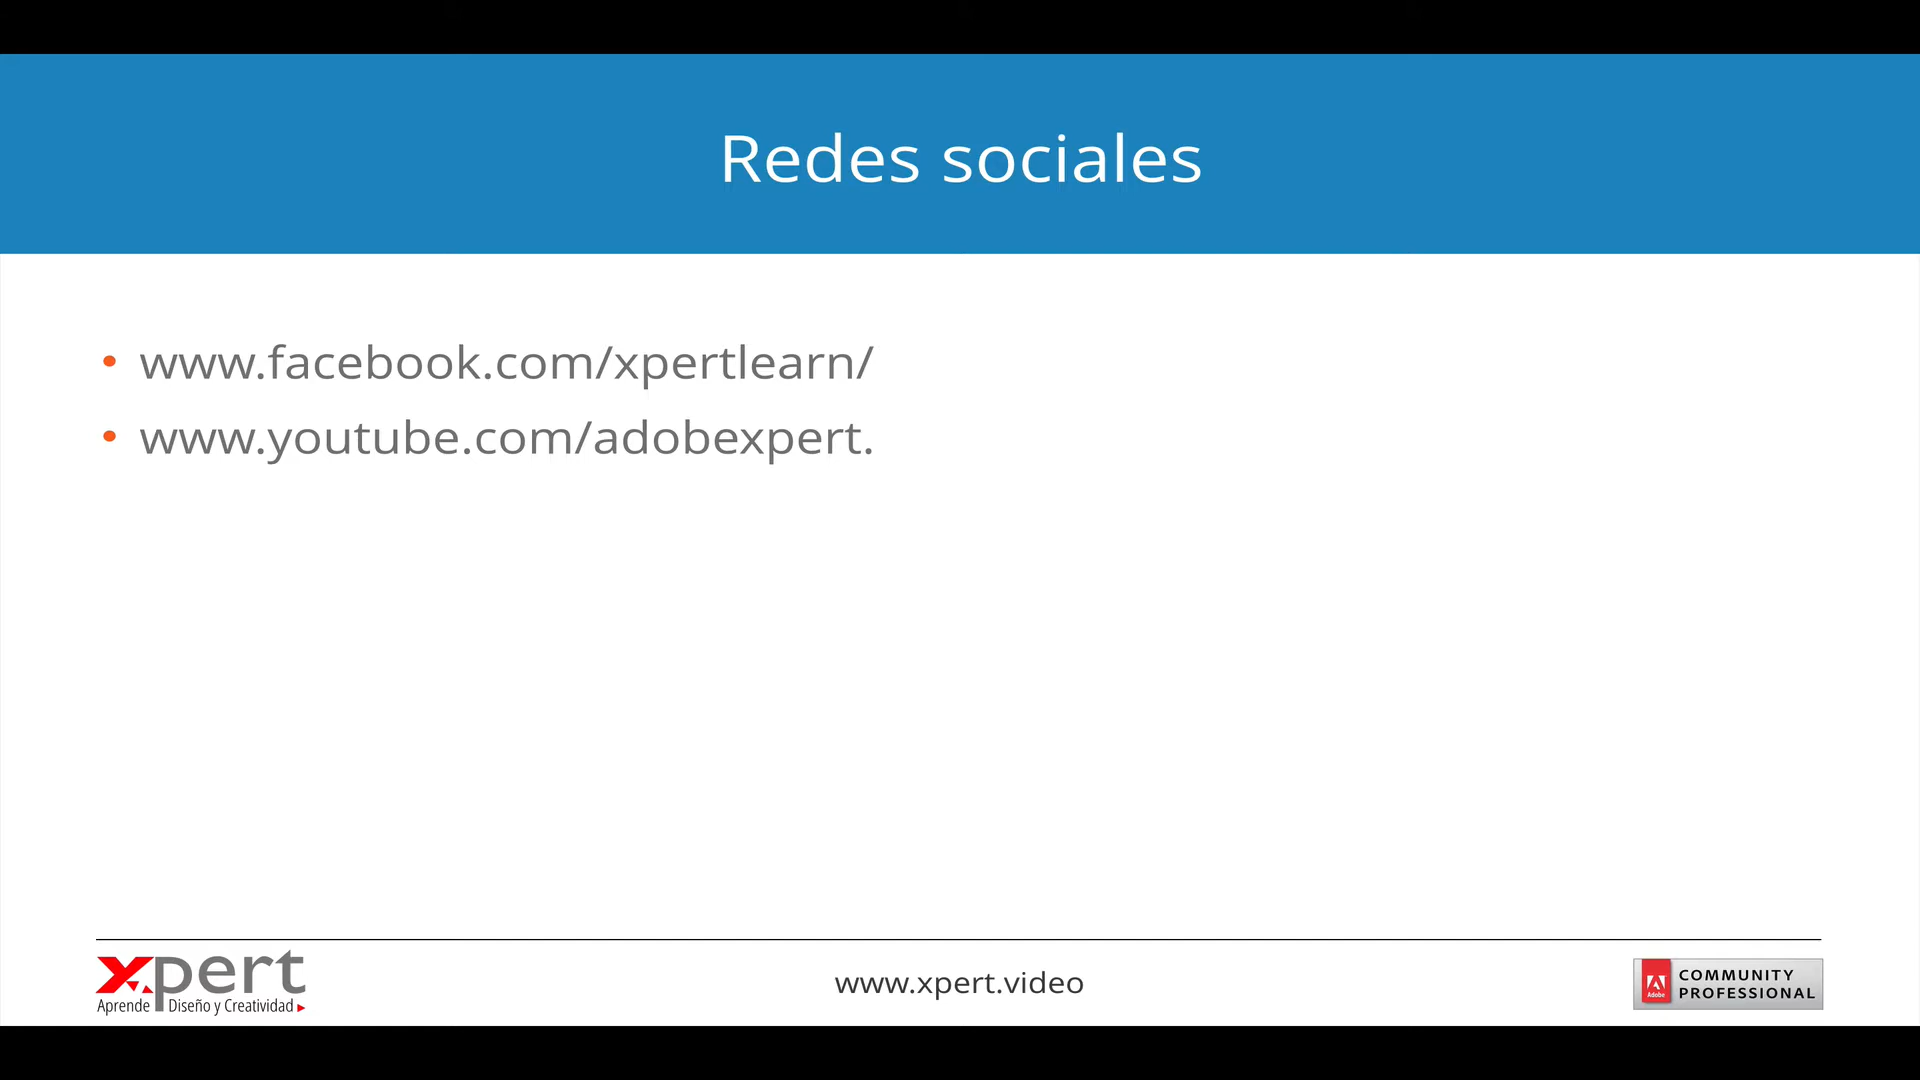 Redes sociales
• www.facebook.com/xpertlearn/
• www.youtube.com/adobexpert.
xpert
Aprende Diseño y Creatividad
www.xpert.video
Adobe
COMMUNITY
PROFESSIONAL